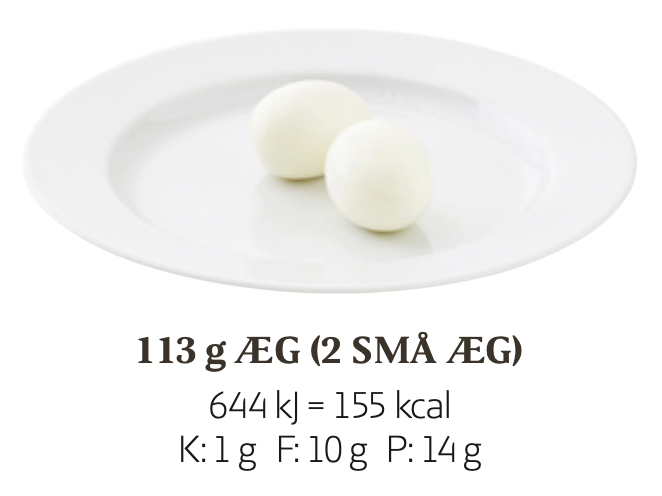 113 g ÆG (2 SMÅ ÆG)
644 kJ = 155 kcal
K: 1 g F: 10 g P: 14 g